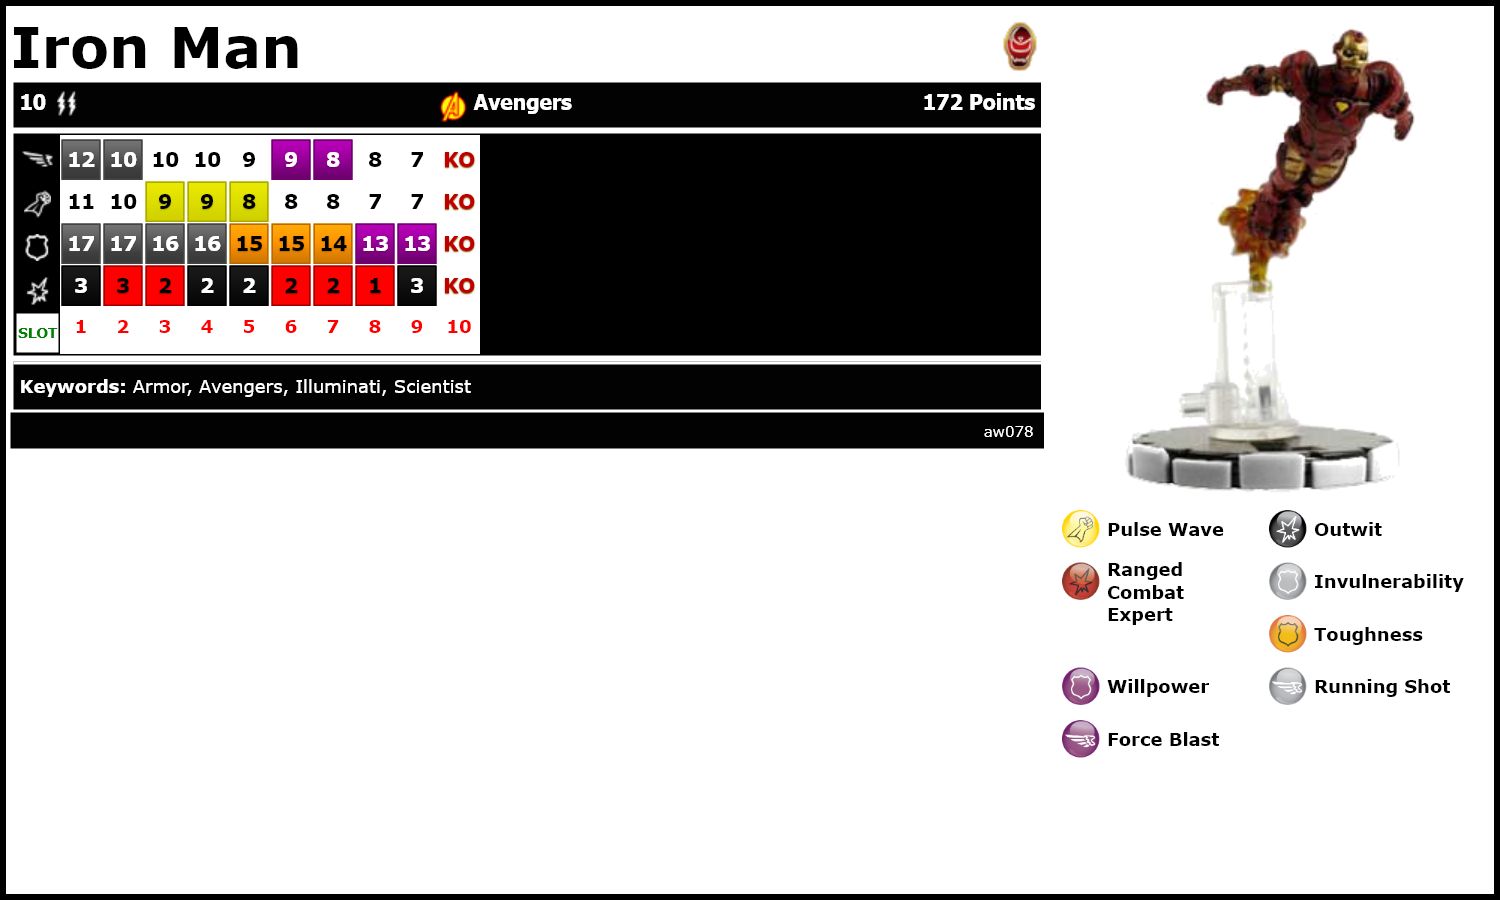 Iron Man
10 Avengers 172 Points
12 10 10 10 9 9 8 8 7 KO
11 10 9 9 8 8 8 7 7 KO
17 17 16 16 15 15 14 13 13 KO
3 3 2 2 2 2 2 1 3 KO
SLOT 1 2 3 4 5 6 7 8 9 10
Keywords: Armor, Avengers, Illuminati, Scientist
aw078
Pulse Wave
Outwit
Ranged
Combat
Expert
Invulnerability
Toughness
Willpower
Running Shot
Force Blast